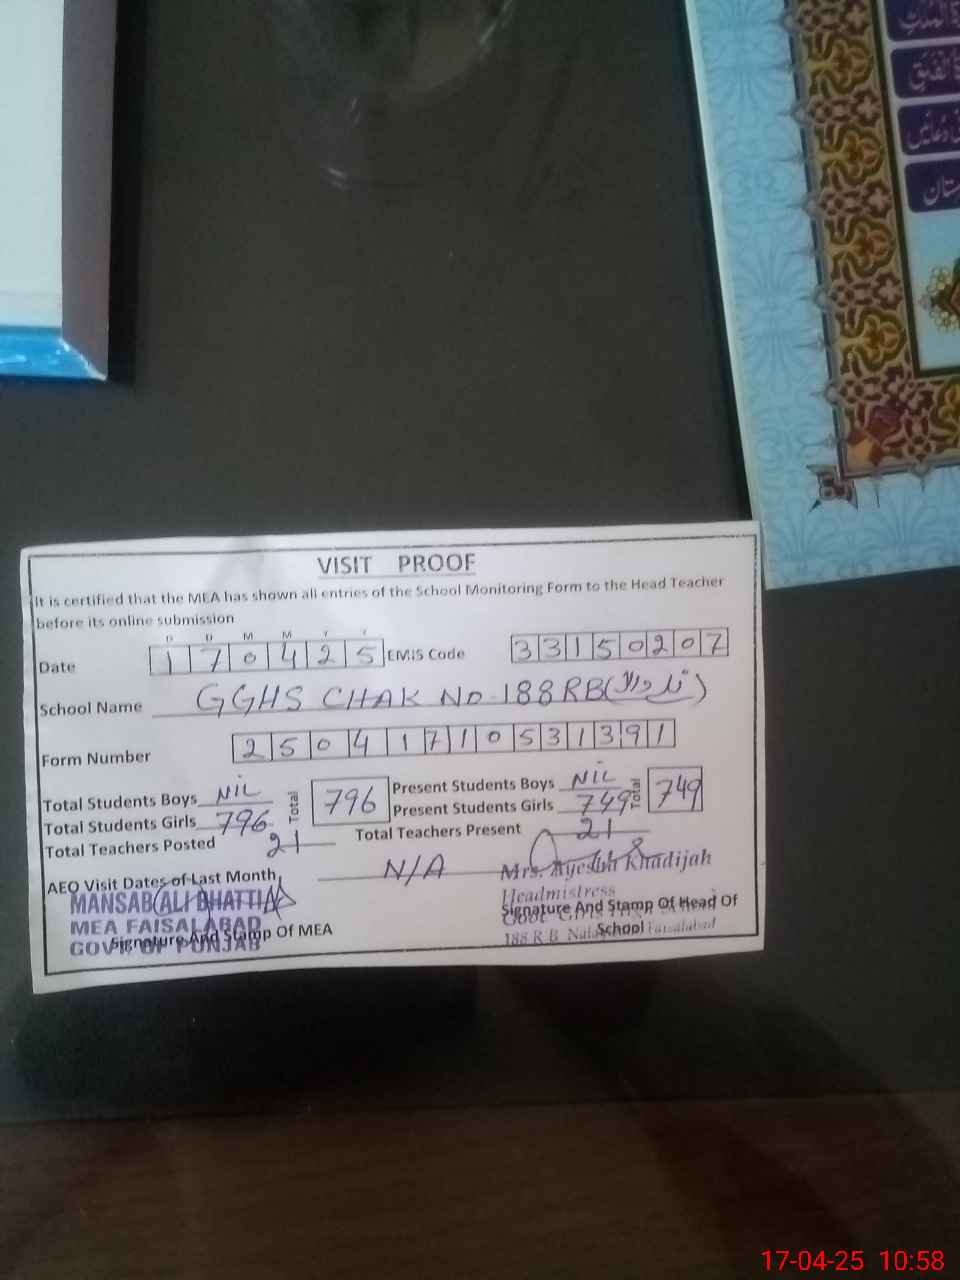 VISIT PROOF
It is certified that the MEA has shown all entries of the School Monitoring Form to the Head Teacher
before its online submission
D D M M Y Y
Date 1 7 0 4 2 5 EMIS Code 3 3 1 5 0 2 0 7
School Name GGHS CHAK NO. 188RB(نلے والا)
Form Number 2 5 0 4 1 7 1 0 5 3 1 3 9 1
Total Students Boys NIL Total 796 Present Students Boys NIL Total 749
Total Students Girls 796 Present Students Girls 749
Total Teachers Posted 21 Total Teachers Present 21
AEO Visit Dates of Last Month N/A
Mrs. Ayesha Khadijah
Headmistress
MANSAB ALI BHATTI
MEA FAISALABAD
GOVT. OF PUNJAB
Signature And Stamp Of MEA
Signature And Stamp Of Head Of
School
188 R B Faisalabad
ستان
17-04-25 10:58